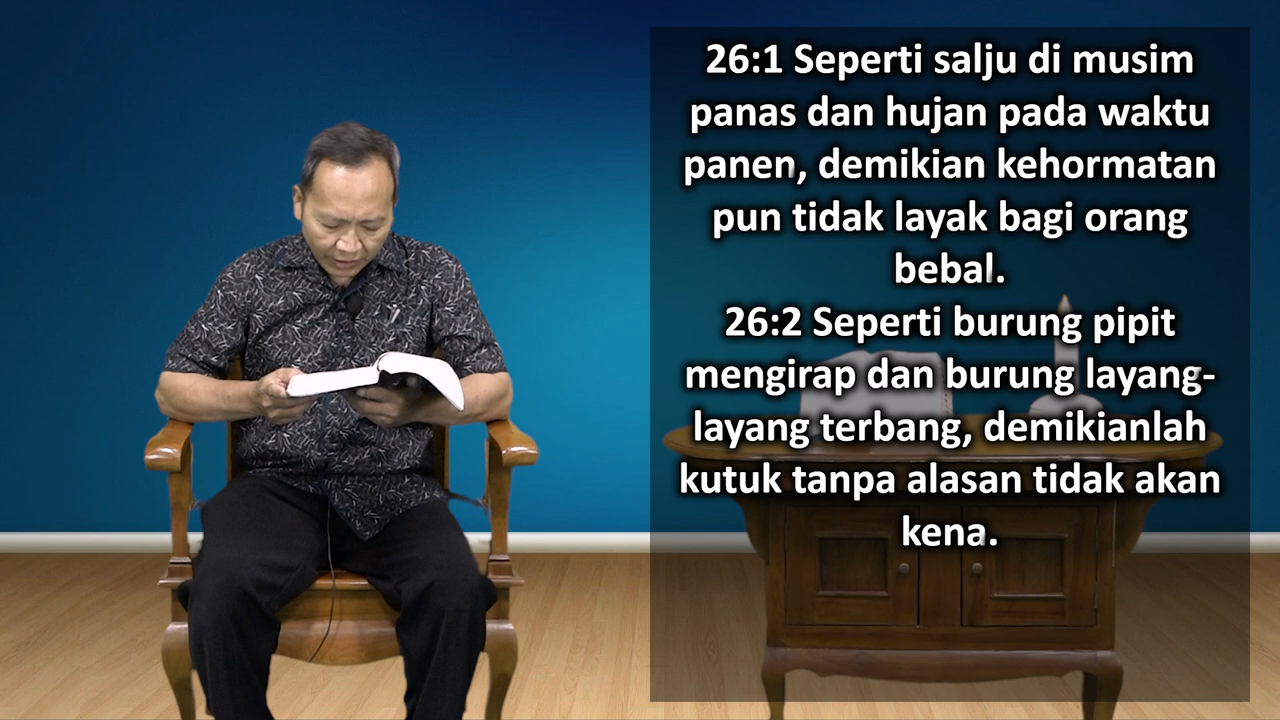 26:1 Seperti salju di musim
panas dan hujan pada waktu
panen, demikian kehormatan
pun tidak layak bagi orang
bebal.
26:2 Seperti burung pipit
mengirap dan burung layang-
layang terbang, demikianlah
kutuk tanpa alasan tidak akan
kena.